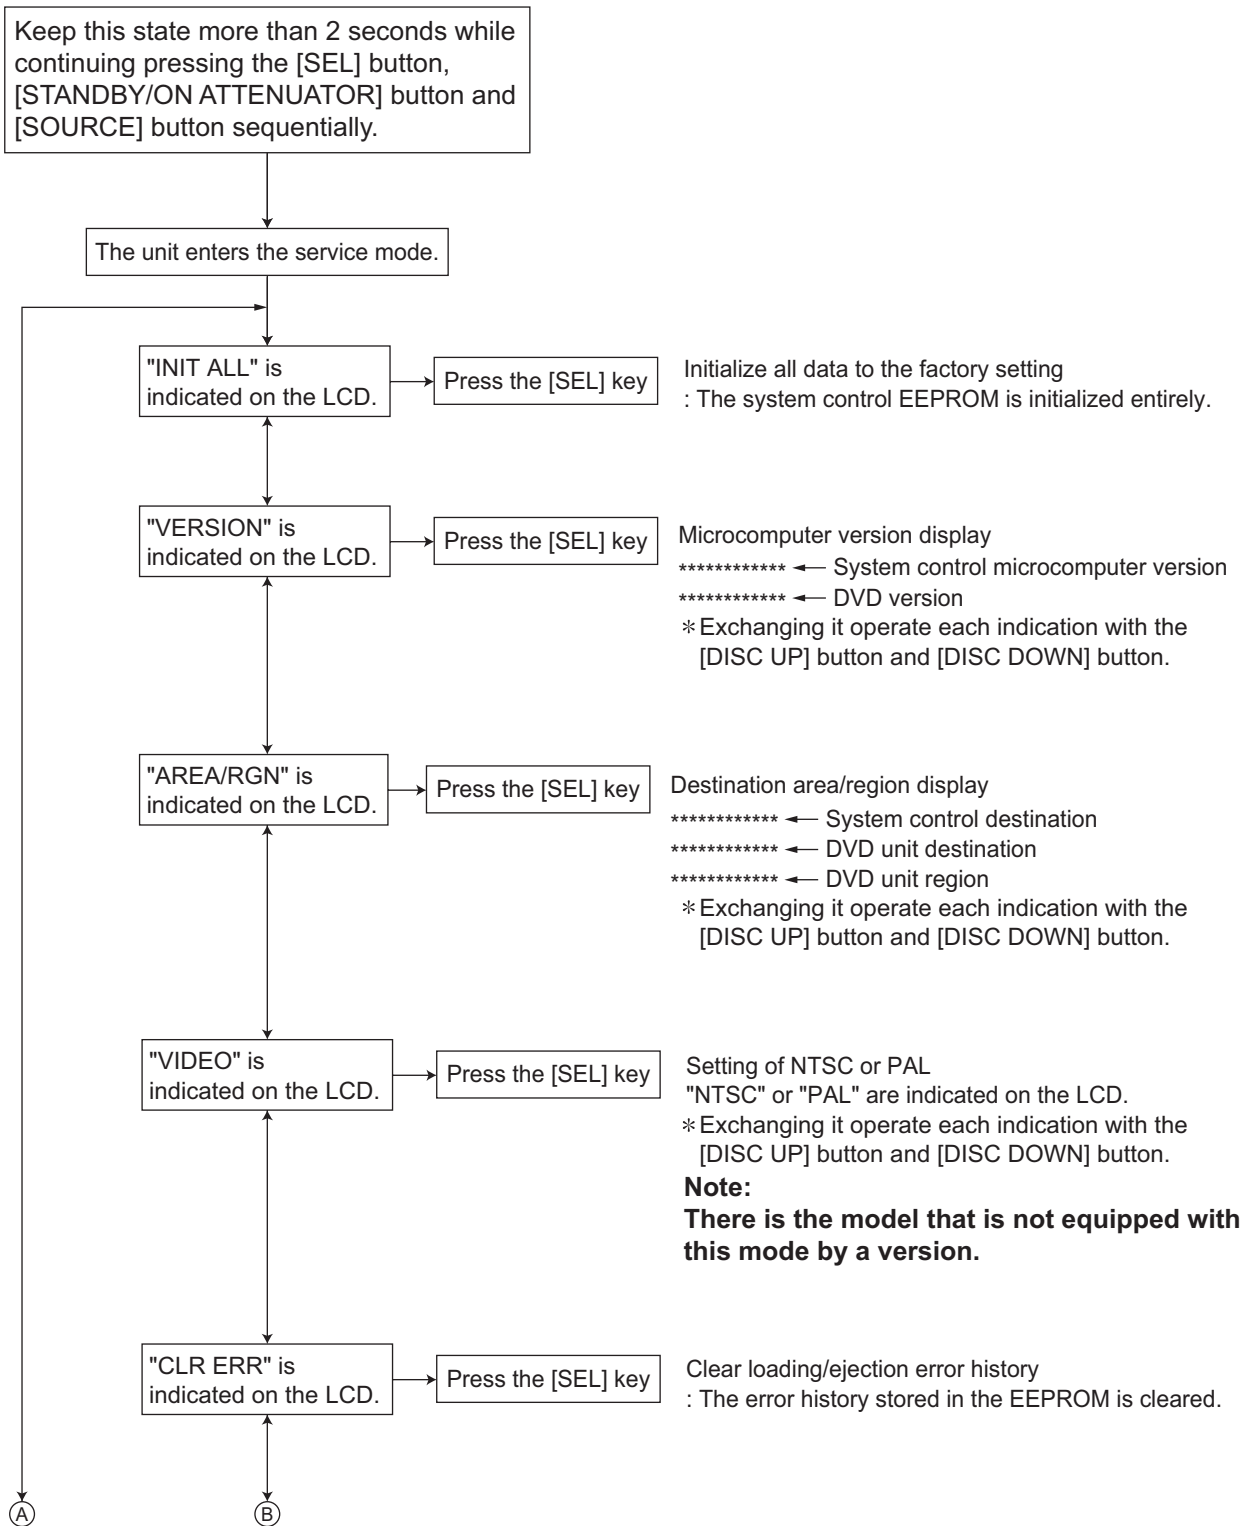 Keep this state more than 2 seconds while
continuing pressing the [SEL] button,
[STANDBY/ON ATTENUATOR] button and
[SOURCE] button sequentially.
The unit enters the service mode.
"INIT ALL" is
indicated on the LCD.
Press the [SEL] key
Initialize all data to the factory setting
: The system control EEPROM is initialized entirely.
"VERSION" is
indicated on the LCD.
Press the [SEL] key
Microcomputer version display
************ System control microcomputer version
************ DVD version
*Exchanging it operate each indication with the
[DISC UP] button and [DISC DOWN] button.
"AREA/RGN" is
indicated on the LCD.
Press the [SEL] key
Destination area/region display
************ System control destination
************ DVD unit destination
************ DVD unit region
*Exchanging it operate each indication with the
[DISC UP] button and [DISC DOWN] button.
"VIDEO" is
indicated on the LCD.
Press the [SEL] key
Setting of NTSC or PAL
"NTSC" or "PAL" are indicated on the LCD.
*Exchanging it operate each indication with the
[DISC UP] button and [DISC DOWN] button.
Note:
There is the model that is not equipped with
this mode by a version.
"CLR ERR" is
indicated on the LCD.
Press the [SEL] key
Clear loading/ejection error history
: The error history stored in the EEPROM is cleared.
A
B